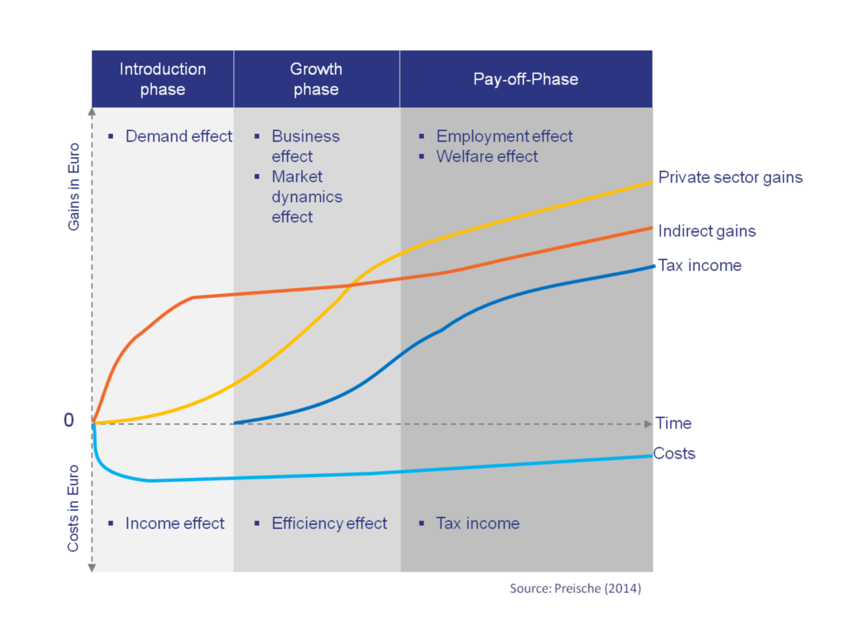 Introduction
phase
Growth
phase
Pay-off-Phase
Gains in Euro
▪ Demand effect
▪ Business
effect
▪ Market
dynamics
effect
▪ Employment effect
▪ Welfare effect
Private sector gains
Indirect gains
Tax income
0
Time
Costs
Costs in Euro
▪ Income effect
▪ Efficiency effect
▪ Tax income
Source: Preische (2014)